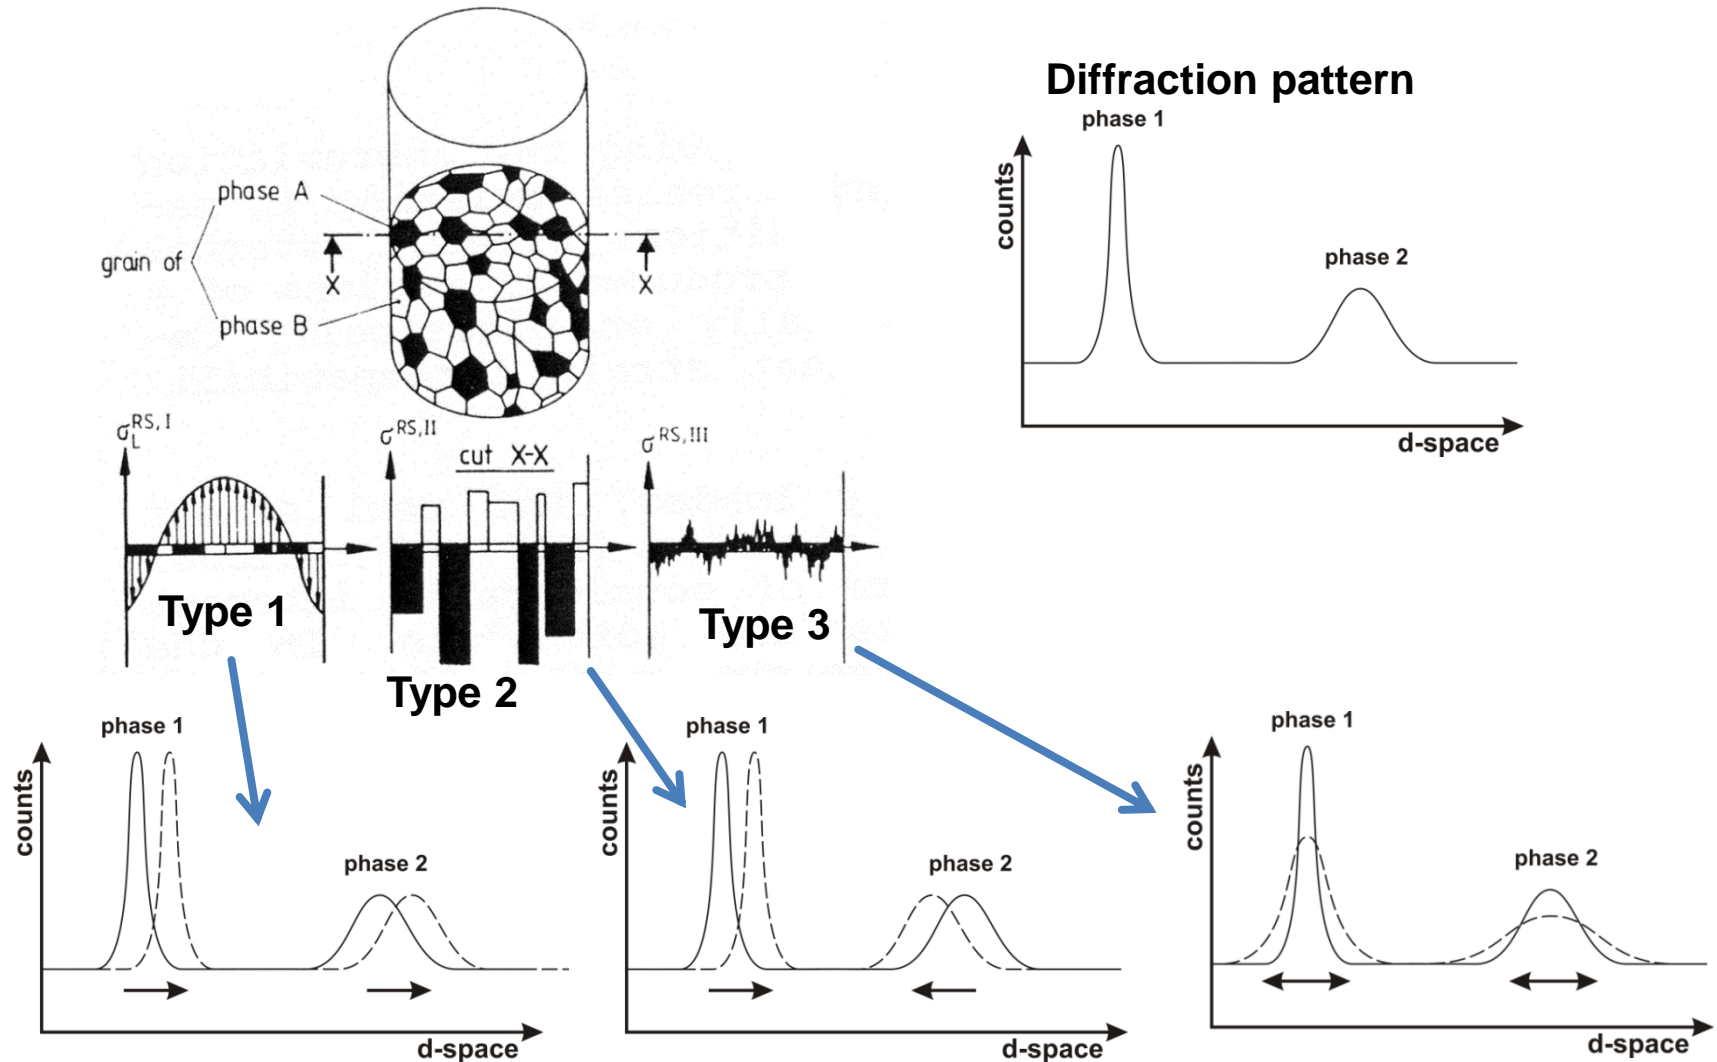 phase A
grain of
phase B
X
X
σ_L^RS,I
σ^RS,II
cut X-X
σ^RS,III
Type 1
Type 2
Type 3
Diffraction pattern
phase 1
counts
phase 2
d-space
phase 1
counts
phase 2
d-space
phase 1
counts
phase 2
d-space
phase 1
counts
phase 2
d-space